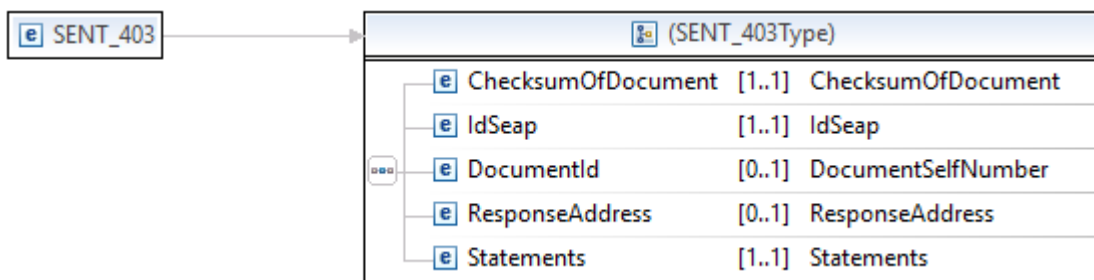 e SENT_403
(SENT_403Type)
e ChecksumOfDocument [1..1] ChecksumOfDocument
e IdSeap [1..1] IdSeap
e DocumentId [0..1] DocumentSelfNumber
e ResponseAddress [0..1] ResponseAddress
e Statements [1..1] Statements